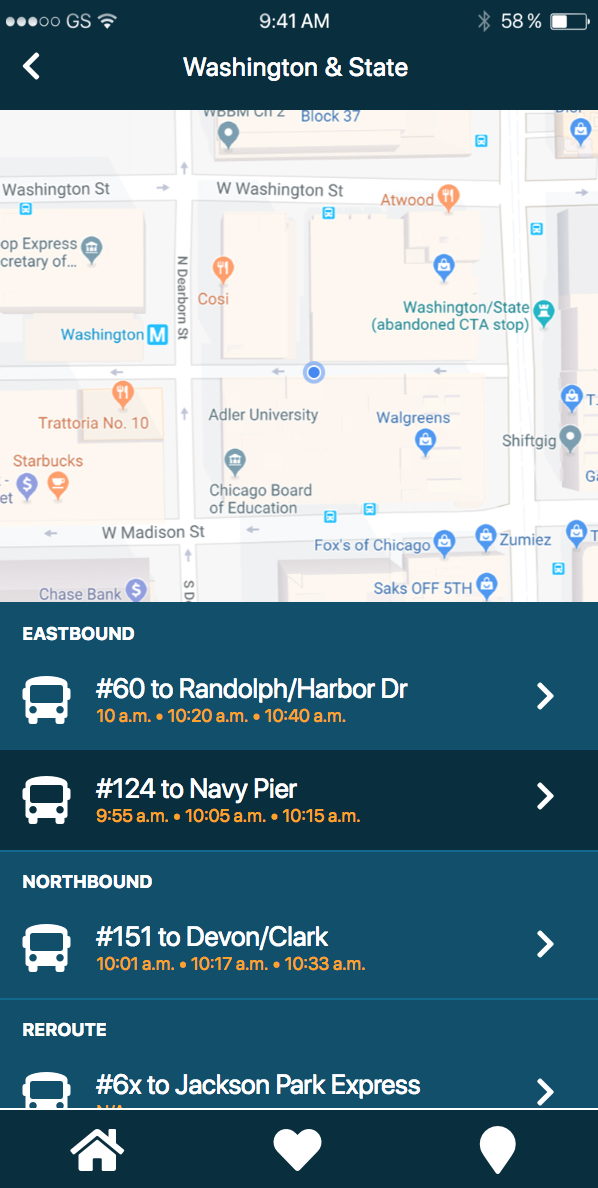 GS 9:41 AM 58 %
Washington & State
Block 37
Washington St
W Washington St
Atwood
op Express
cretary of...
N Dearborn St
Cosi
Washington/State
(abandoned CTA stop)
Washington M
Trattoria No. 10
Adler University
Walgreens
T.
Shiftgig
Starbucks
$
et
Chicago Board
of Education
Ga
W Madison St
Fox's of Chicago
Zumiez
T
Chase Bank $
Saks OFF 5TH
EASTBOUND
#60 to Randolph/Harbor Dr
10 a.m. • 10:20 a.m. • 10:40 a.m.
#124 to Navy Pier
9:55 a.m. • 10:05 a.m. • 10:15 a.m.
NORTHBOUND
#151 to Devon/Clark
10:01 a.m. • 10:17 a.m. • 10:33 a.m.
REROUTE
#6x to Jackson Park Express